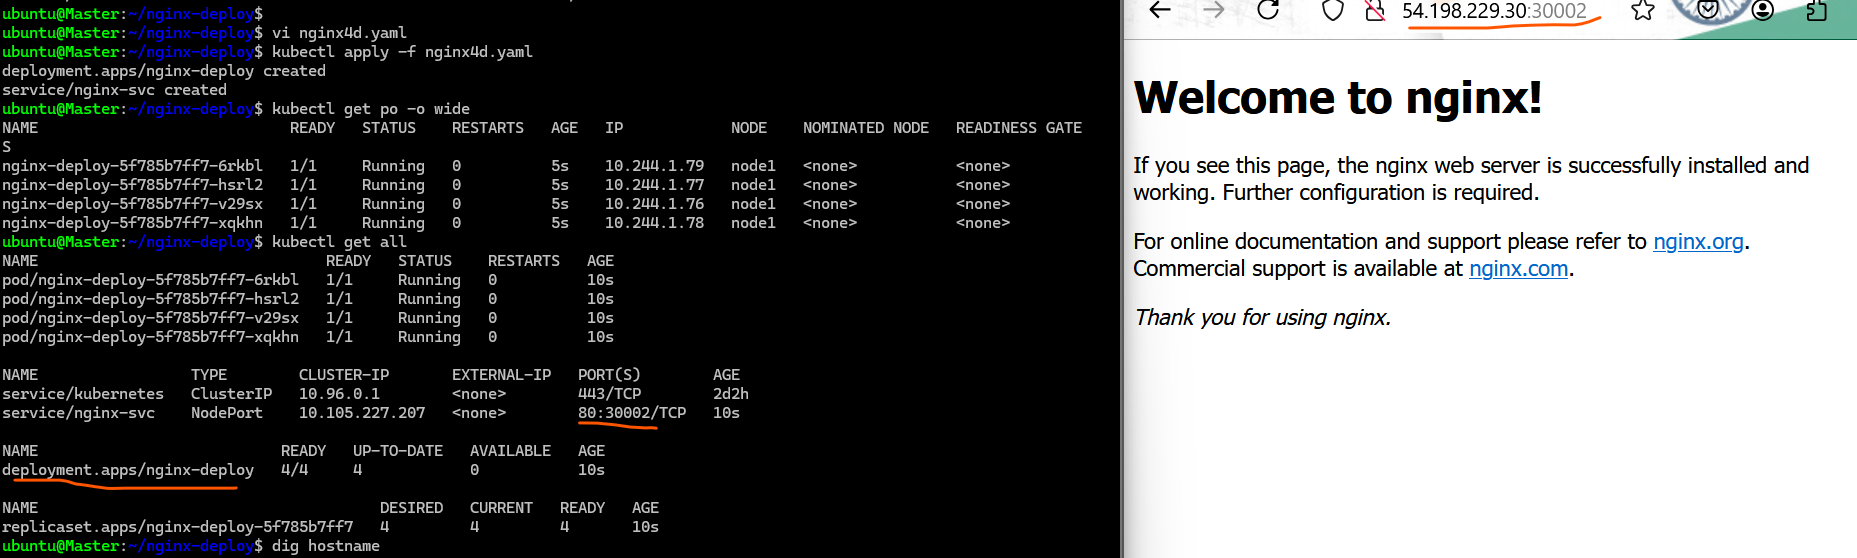 ubuntu@Master:~/nginx-deploy$
ubuntu@Master:~/nginx-deploy$ vi nginx4d.yaml
ubuntu@Master:~/nginx-deploy$ kubectl apply -f nginx4d.yaml
deployment.apps/nginx-deploy created
service/nginx-svc created
ubuntu@Master:~/nginx-deploy$ kubectl get po -o wide
NAME READY STATUS RESTARTS AGE IP NODE NOMINATED NODE READINESS GATE
S
nginx-deploy-5f785b7ff7-6rkbl 1/1 Running 0 5s 10.244.1.79 node1 <none> <none>
nginx-deploy-5f785b7ff7-hsrl2 1/1 Running 0 5s 10.244.1.77 node1 <none> <none>
nginx-deploy-5f785b7ff7-v29sx 1/1 Running 0 5s 10.244.1.76 node1 <none> <none>
nginx-deploy-5f785b7ff7-xqkhn 1/1 Running 0 5s 10.244.1.78 node1 <none> <none>
ubuntu@Master:~/nginx-deploy$ kubectl get all
NAME READY STATUS RESTARTS AGE
pod/nginx-deploy-5f785b7ff7-6rkbl 1/1 Running 0 10s
pod/nginx-deploy-5f785b7ff7-hsrl2 1/1 Running 0 10s
pod/nginx-deploy-5f785b7ff7-v29sx 1/1 Running 0 10s
pod/nginx-deploy-5f785b7ff7-xqkhn 1/1 Running 0 10s
NAME TYPE CLUSTER-IP EXTERNAL-IP PORT(S) AGE
service/kubernetes ClusterIP 10.96.0.1 <none> 443/TCP 2d2h
service/nginx-svc NodePort 10.105.227.207 <none> 80:30002/TCP 10s
NAME READY UP-TO-DATE AVAILABLE AGE
deployment.apps/nginx-deploy 4/4 4 0 10s
NAME DESIRED CURRENT READY AGE
replicaset.apps/nginx-deploy-5f785b7ff7 4 4 4 10s
ubuntu@Master:~/nginx-deploy$ dig hostname
54.198.229.30:30002
Welcome to nginx!
If you see this page, the nginx web server is successfully installed and
working. Further configuration is required.
For online documentation and support please refer to nginx.org.
Commercial support is available at nginx.com.
Thank you for using nginx.